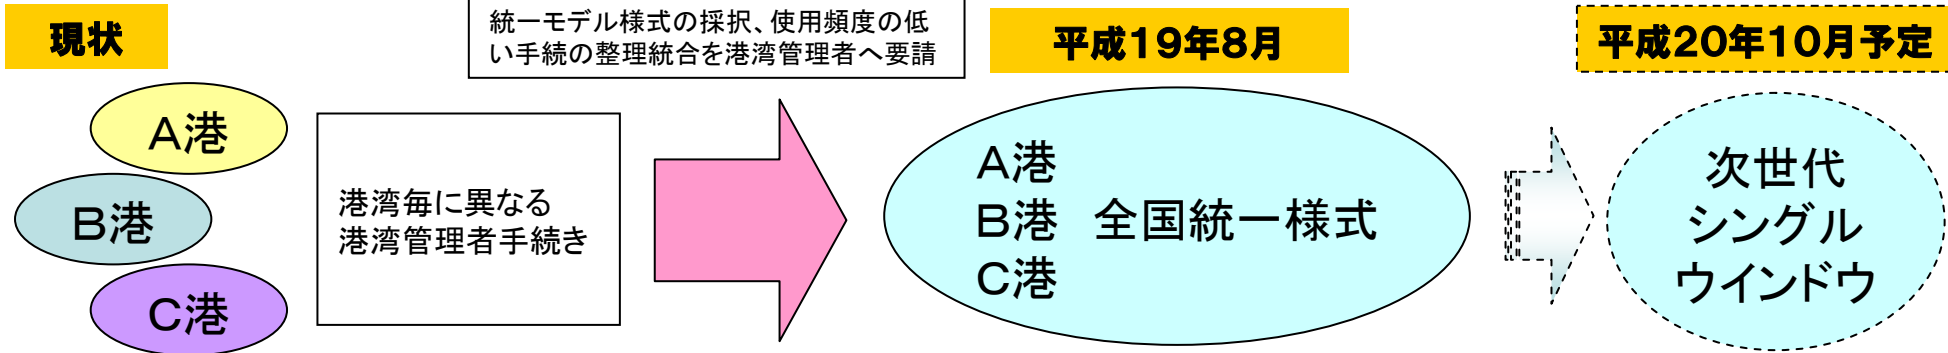 現状
統一モデル様式の採択、使用頻度の低
い手続の整理統合を港湾管理者へ要請
平成19年8月
平成20年10月予定
A港
B港
C港
港湾毎に異なる
港湾管理者手続き
A港
B港 全国統一様式
C港
次世代
シングル
ウインドウ